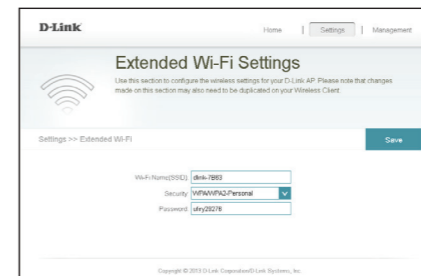 D-Link
Home | Settings | Management
Extended Wi-Fi Settings
Use this section to configure the wireless settings for your D-Link AP. Please note that changes
made on this section may also need to be duplicated on your Wireless Client.
Settings >> Extended Wi-Fi
Save
Wi-Fi Name(SSID): dlink-7BB3
Security: WPA/WPA2-Personal
Password: ufiry28276
Copyright © 2013 D-Link Corporation/D-Link Systems, Inc.